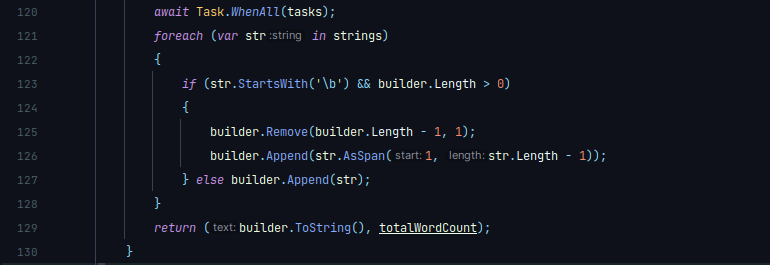 120 await Task.WhenAll(tasks);
121 foreach (var str :string in strings)
122 {
123 if (str.StartsWith('\b') && builder.Length > 0)
124 {
125 builder.Remove(builder.Length - 1, 1);
126 builder.Append(str.AsSpan( start: 1, length: str.Length - 1));
127 } else builder.Append(str);
128 }
129 return ( text: builder.ToString(), totalWordCount);
130 }